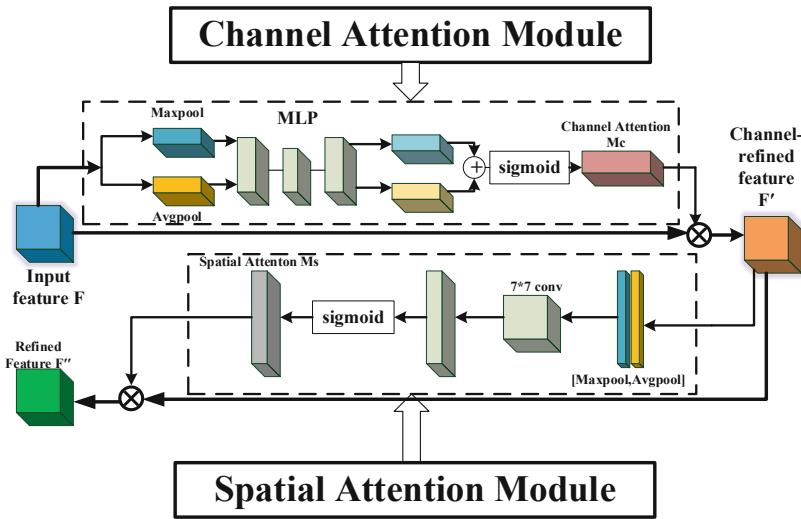 Channel Attention Module
Maxpool
MLP
Channel Attention
Mc
Channel-
refined
feature
F′
+
sigmoid
Avgpool
Input
feature F
Spatial Attenton Ms
7*7 conv
sigmoid
Refined
Feature F″
[Maxpool,Avgpool]
Spatial Attention Module